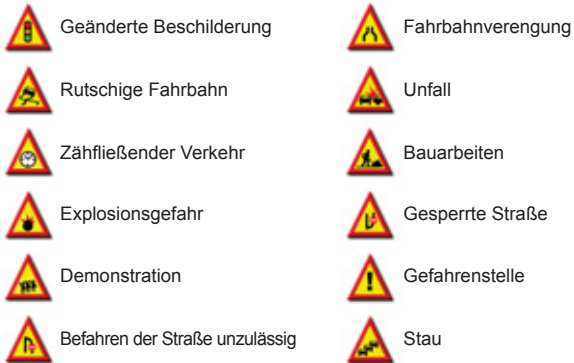 Geänderte Beschilderung
Fahrbahnverengung
Rutschige Fahrbahn
Unfall
Zähfließender Verkehr
Bauarbeiten
Explosionsgefahr
Gesperrte Straße
Demonstration
Gefahrenstelle
Befahren der Straße unzulässig
Stau